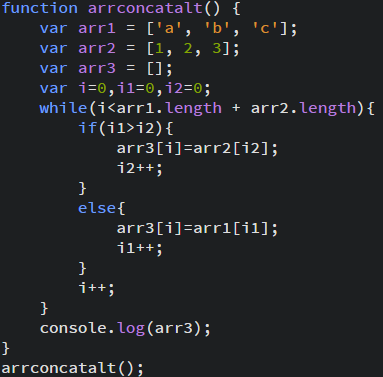 function arrconcatalt() {
    var arr1 = ['a', 'b', 'c'];
    var arr2 = [1, 2, 3];
    var arr3 = [];
    var i=0,i1=0,i2=0;
    while(i<arr1.length + arr2.length){
        if(i1>i2){
            arr3[i]=arr2[i2];
            i2++;
        }
        else{
            arr3[i]=arr1[i1];
            i1++;
        }
        i++;
    }
    console.log(arr3);
}
arrconcatalt();